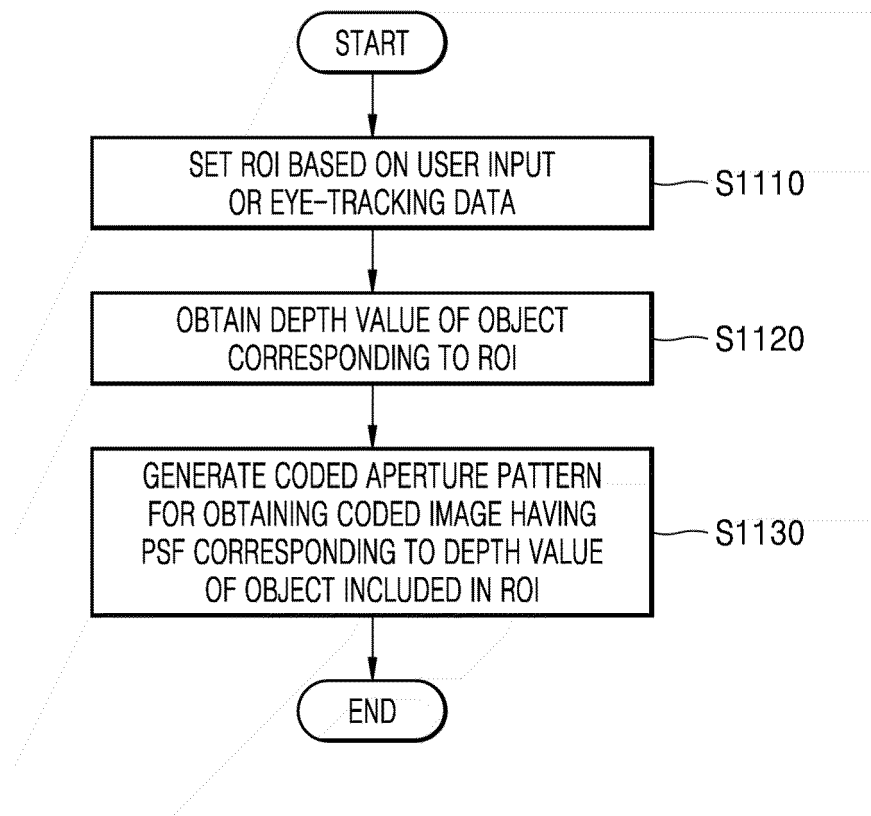 START
SET ROI BASED ON USER INPUT
OR EYE-TRACKING DATA
S1110
OBTAIN DEPTH VALUE OF OBJECT
CORRESPONDING TO ROI
S1120
GENERATE CODED APERTURE PATTERN
FOR OBTAINING CODED IMAGE HAVING
PSF CORRESPONDING TO DEPTH VALUE
OF OBJECT INCLUDED IN ROI
S1130
END